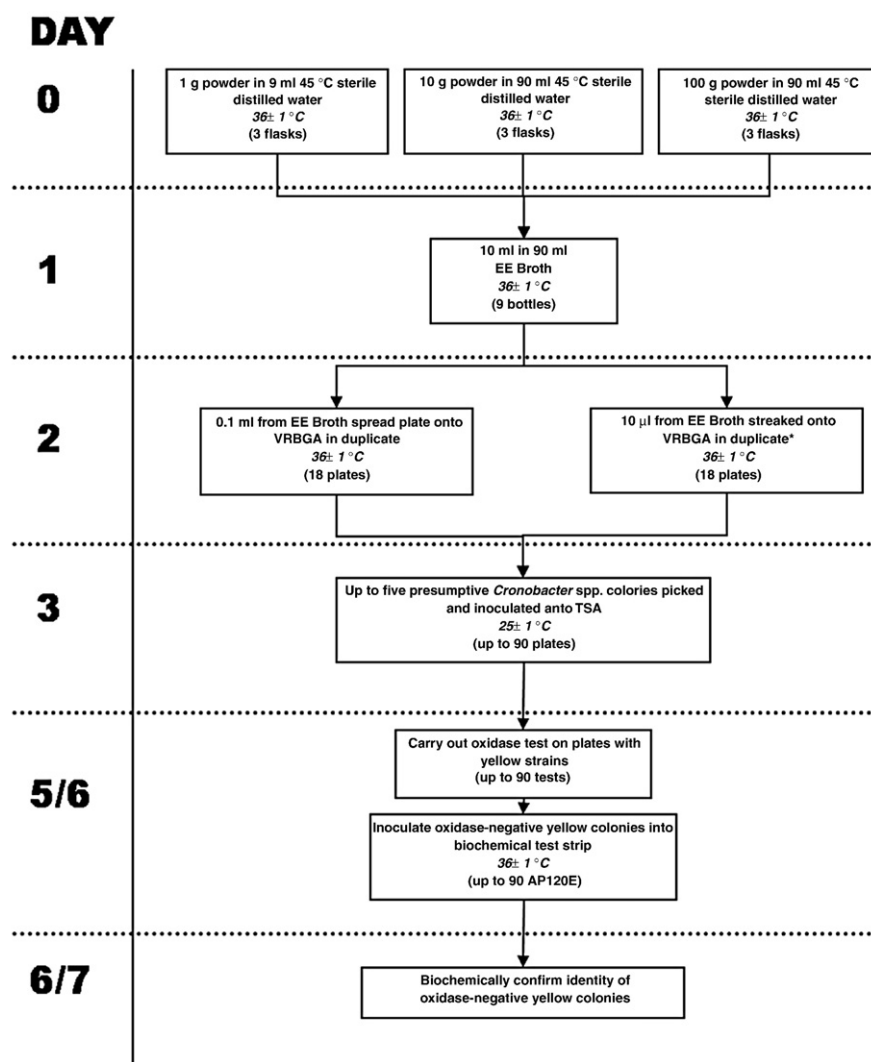 DAY
0
1 g powder in 9 ml 45 °C sterile
distilled water
36± 1 °C
(3 flasks)
10 g powder in 90 ml 45 °C sterile
distilled water
36± 1 °C
(3 flasks)
100 g powder in 90 ml 45 °C
sterile distilled water
36± 1 °C
(3 flasks)
1
10 ml in 90 ml
EE Broth
36± 1 °C
(9 bottles)
2
0.1 ml from EE Broth spread plate onto
VRBGA in duplicate
36± 1 °C
(18 plates)
10 µl from EE Broth streaked onto
VRBGA in duplicate*
36± 1 °C
(18 plates)
3
Up to five presumptive Cronobacter spp. colories picked
and inoculated anto TSA
25± 1 °C
(up to 90 plates)
5/6
Carry out oxidase test on plates with
yellow strains
(up to 90 tests)
Inoculate oxidase-negative yellow colonies into
biochemical test strip
36± 1 °C
(up to 90 AP120E)
6/7
Biochemically confirm identity of
oxidase-negative yellow colonies